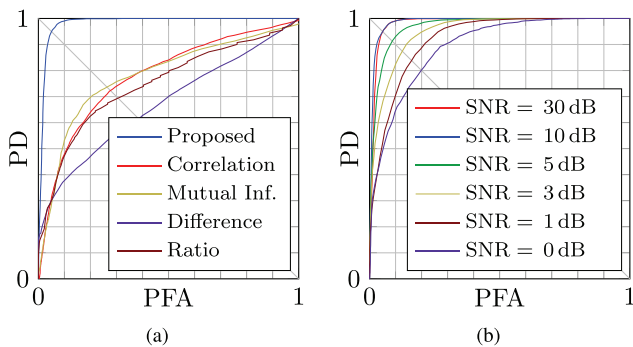 1
PD
0
0
PFA
1
Proposed
Correlation
Mutual Inf.
Difference
Ratio
(a)
1
PD
0
0
PFA
1
SNR = 30 dB
SNR = 10 dB
SNR = 5 dB
SNR = 3 dB
SNR = 1 dB
SNR = 0 dB
(b)